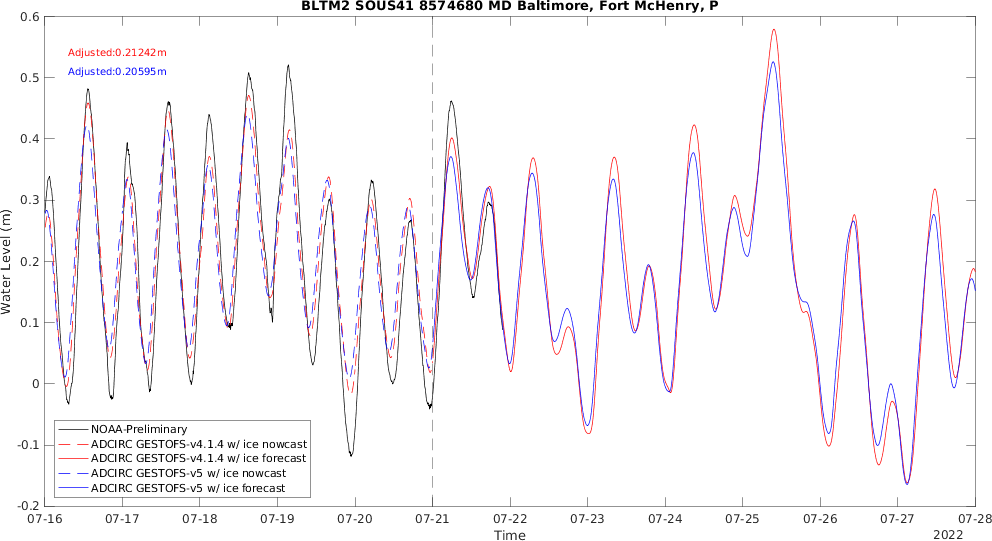 BLTM2 SOUS41 8574680 MD Baltimore, Fort McHenry, P
Adjusted:0.21242m
Adjusted:0.20595m
Water Level (m)
0.6
0.5
0.4
0.3
0.2
0.1
0
-0.1
-0.2
NOAA-Preliminary
ADCIRC GESTOFS-v4.1.4 w/ ice nowcast
ADCIRC GESTOFS-v4.1.4 w/ ice forecast
ADCIRC GESTOFS-v5 w/ ice nowcast
ADCIRC GESTOFS-v5 w/ ice forecast
07-16 07-17 07-18 07-19 07-20 07-21 07-22 07-23 07-24 07-25 07-26 07-27 07-28
Time
2022